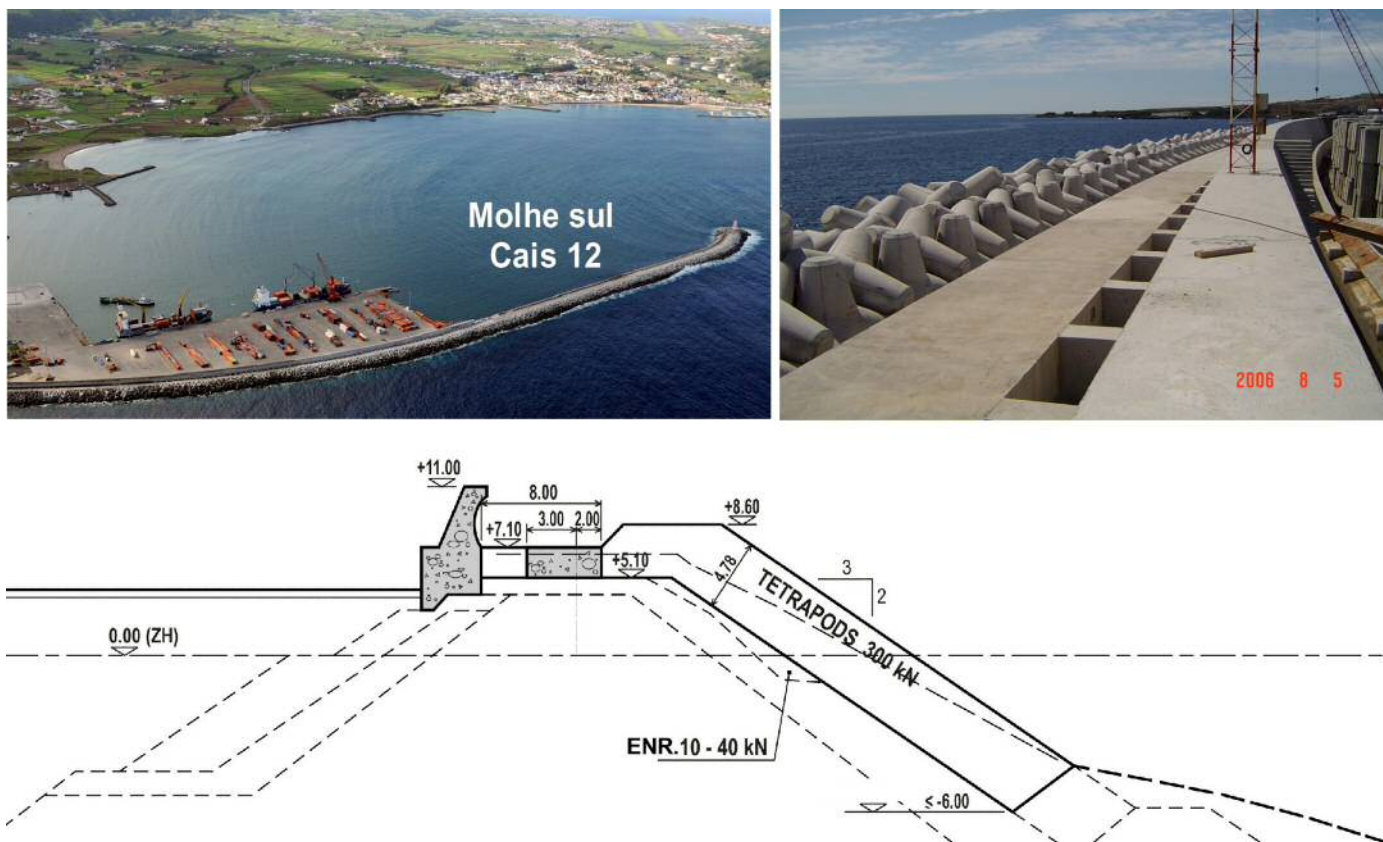 Molhe sul
Cais 12
2006 8 5
+11.00
8.00
+8.60
+7.10
3.00
2.00
+5.10
4,78
3
2
TETRAPODS 300 kN
0.00 (ZH)
ENR.10 - 40 kN
≤ -6.00